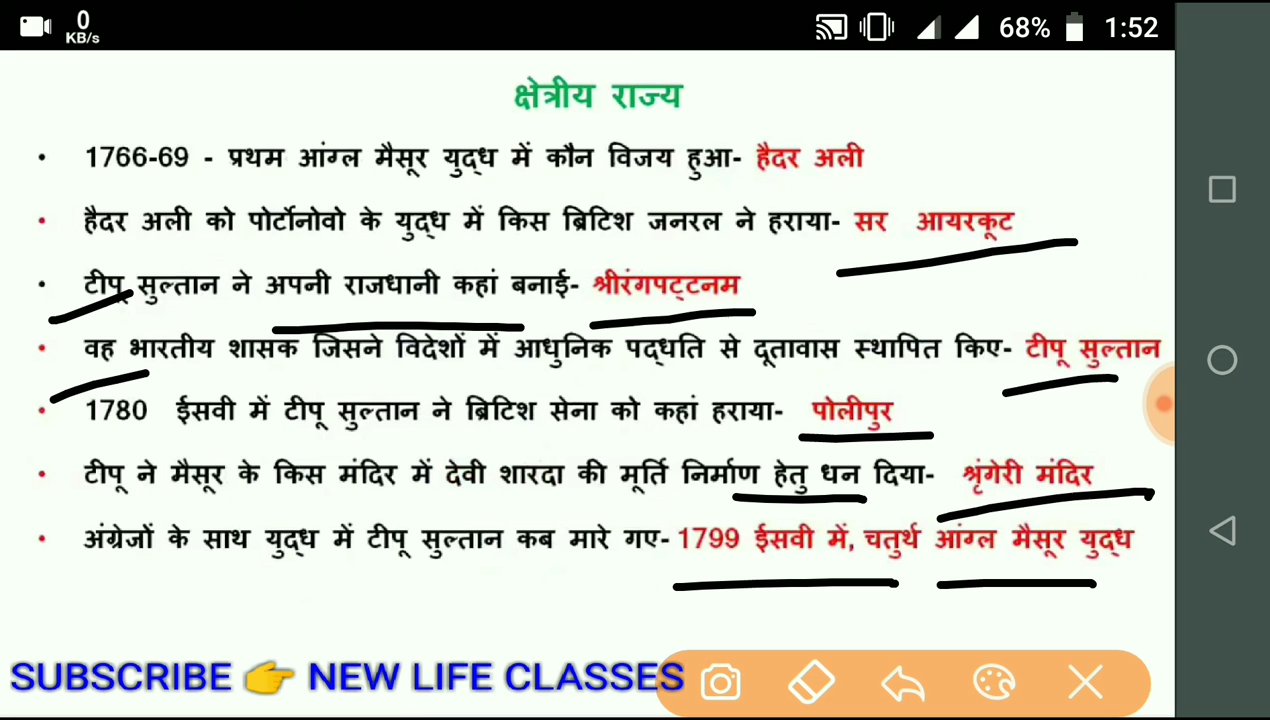 0
KB/s
68% 1:52
क्षेत्रीय राज्य
• 1766-69 - प्रथम आंग्ल मैसूर युद्ध में कौन विजय हुआ- हैदर अली
• हैदर अली को पोर्टोनोवो के युद्ध में किस ब्रिटिश जनरल ने हराया- सर आयरकूट
• टीपू सुल्तान ने अपनी राजधानी कहां बनाई- श्रीरंगपट्टनम
• वह भारतीय शासक जिसने विदेशों में आधुनिक पद्धति से दूतावास स्थापित किए- टीपू सुल्तान
• 1780 ईसवी में टीपू सुल्तान ने ब्रिटिश सेना को कहां हराया- पोलीपुर
• टीपू ने मैसूर के किस मंदिर में देवी शारदा की मूर्ति निर्माण हेतु धन दिया- श्रृंगेरी मंदिर
• अंग्रेजों के साथ युद्ध में टीपू सुल्तान कब मारे गए- 1799 ईसवी में, चतुर्थ आंग्ल मैसूर युद्ध
SUBSCRIBE 👉 NEW LIFE CLASSES